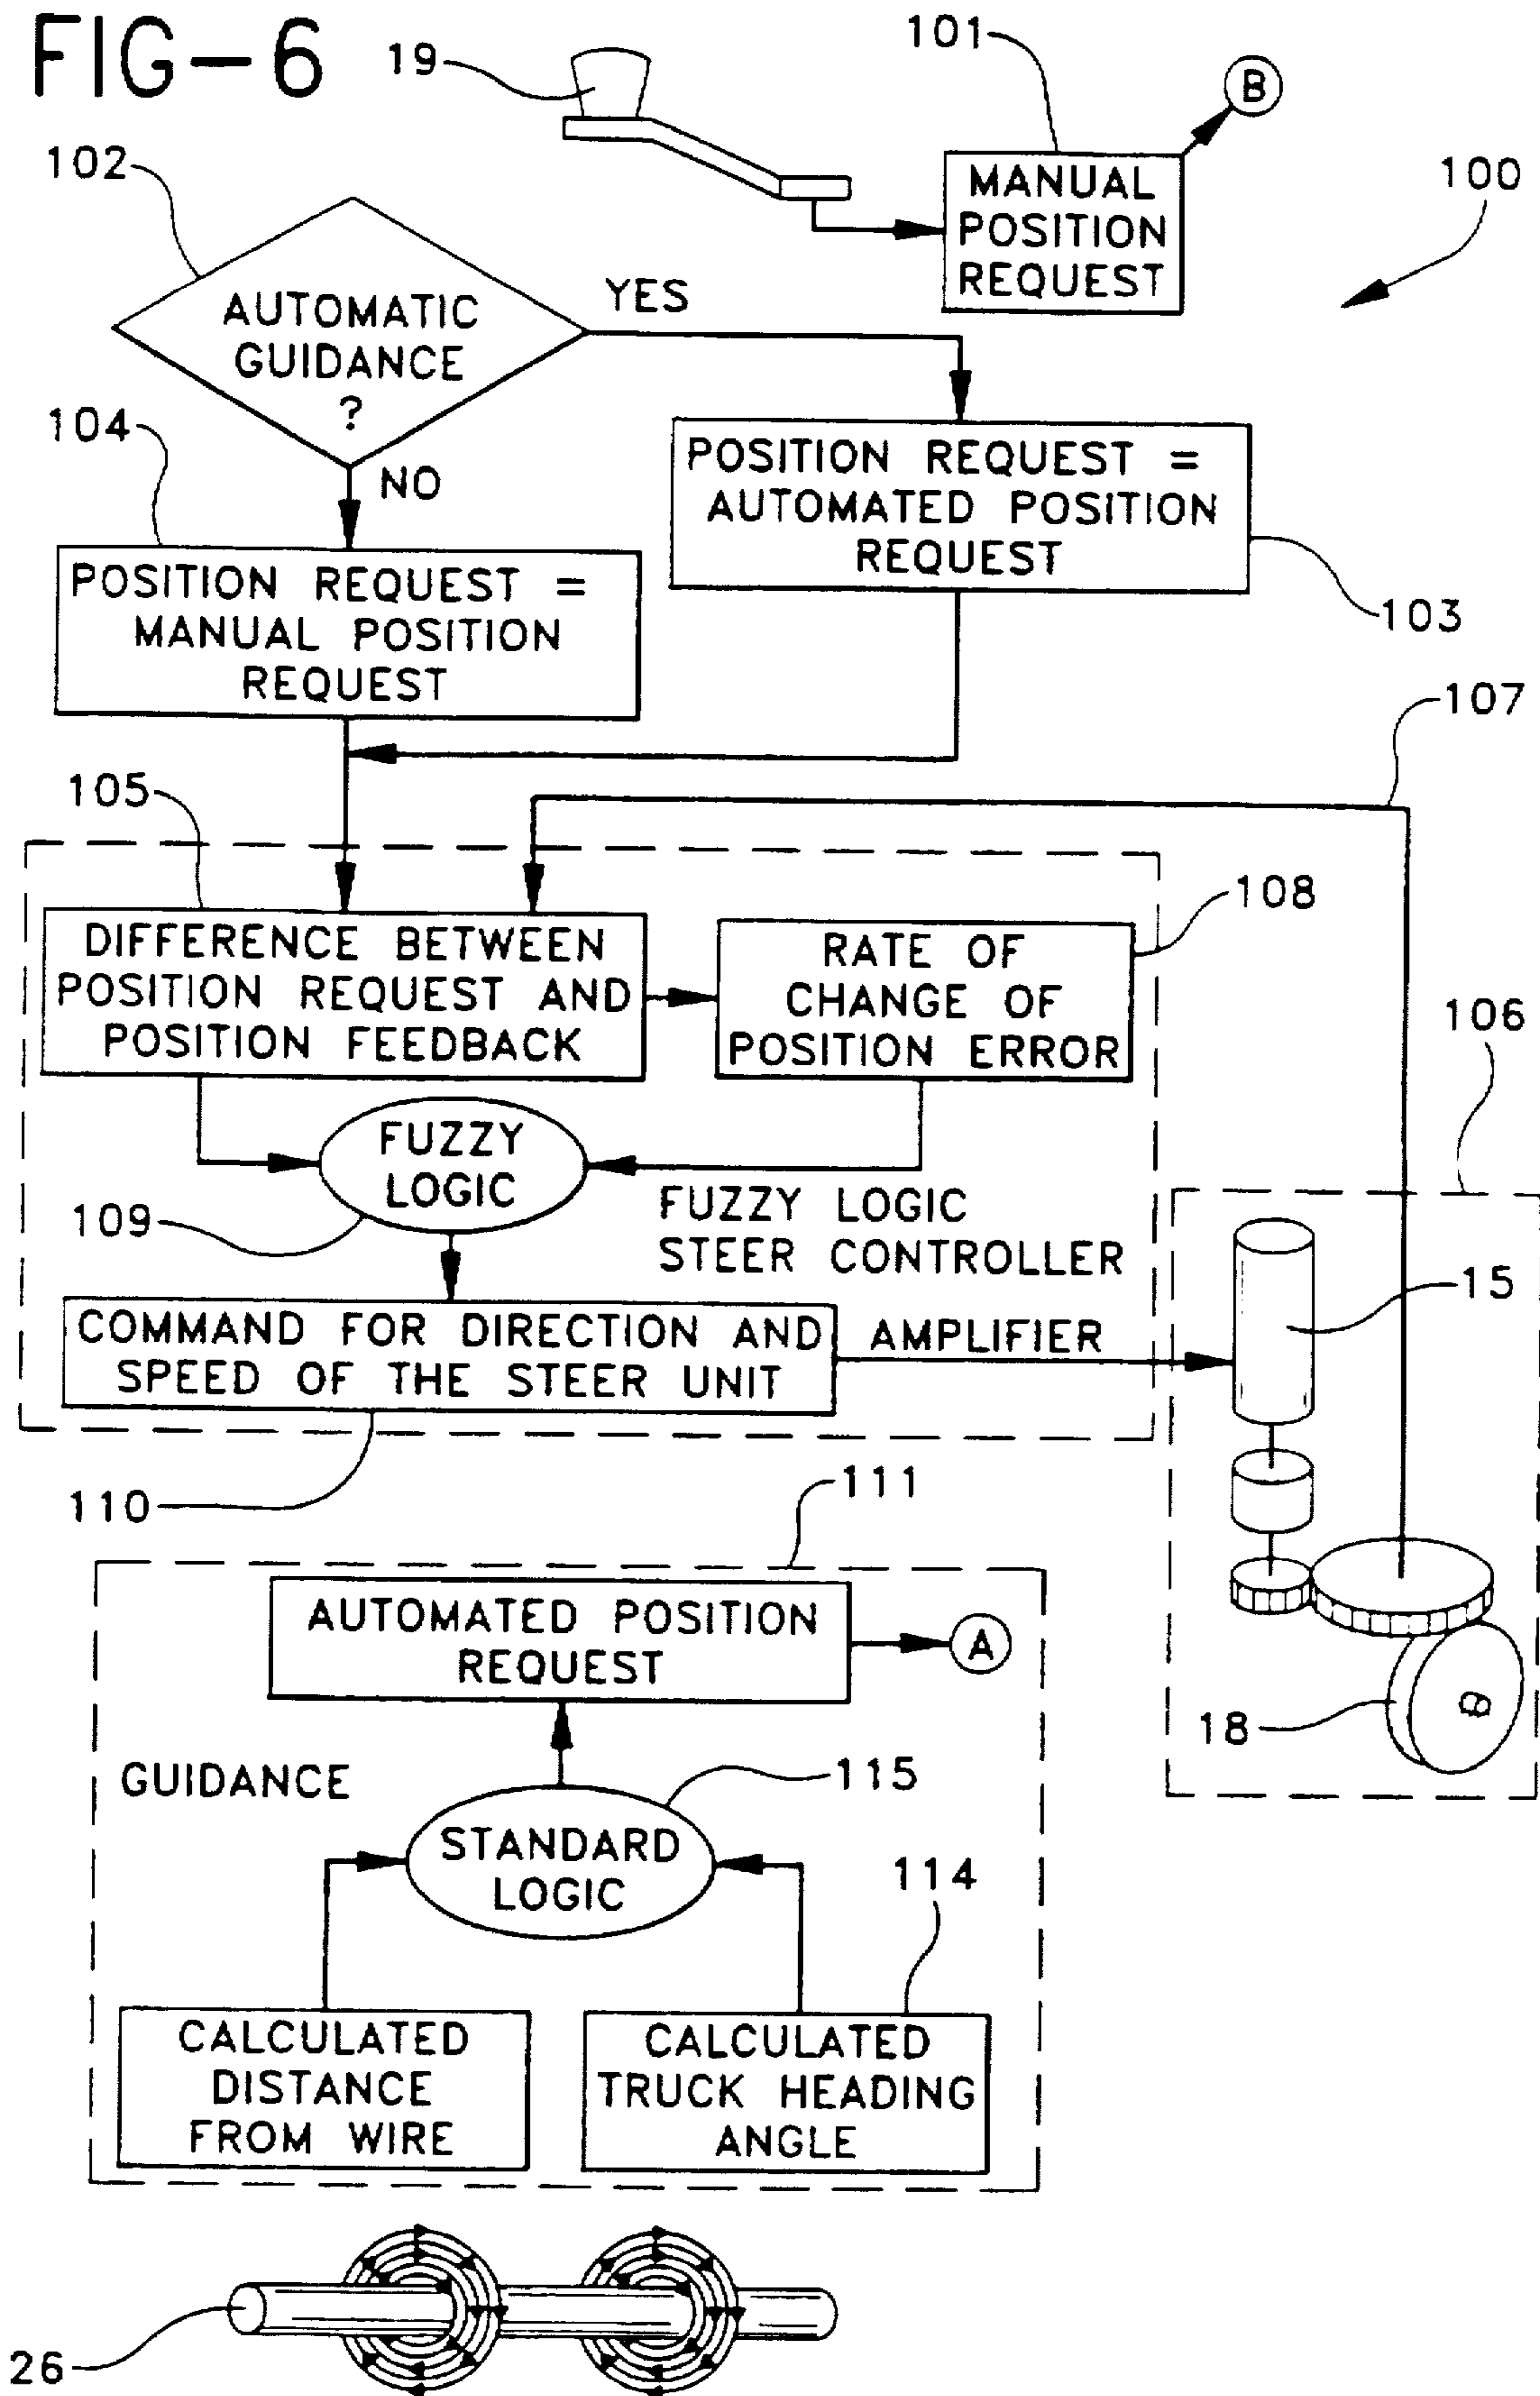 FIG-6
19
101
B
102
MANUAL
POSITION
REQUEST
100
AUTOMATIC
GUIDANCE
?
YES
104
NO
POSITION REQUEST =
AUTOMATED POSITION
REQUEST
103
POSITION REQUEST =
MANUAL POSITION
REQUEST
107
105
108
DIFFERENCE BETWEEN
POSITION REQUEST AND
POSITION FEEDBACK
RATE OF
CHANGE OF
POSITION ERROR
106
FUZZY
LOGIC
109
FUZZY LOGIC
STEER CONTROLLER
15
COMMAND FOR DIRECTION AND
SPEED OF THE STEER UNIT
AMPLIFIER
110
111
AUTOMATED POSITION
REQUEST
A
18
GUIDANCE
115
STANDARD
LOGIC
114
CALCULATED
DISTANCE
FROM WIRE
CALCULATED
TRUCK HEADING
ANGLE
26